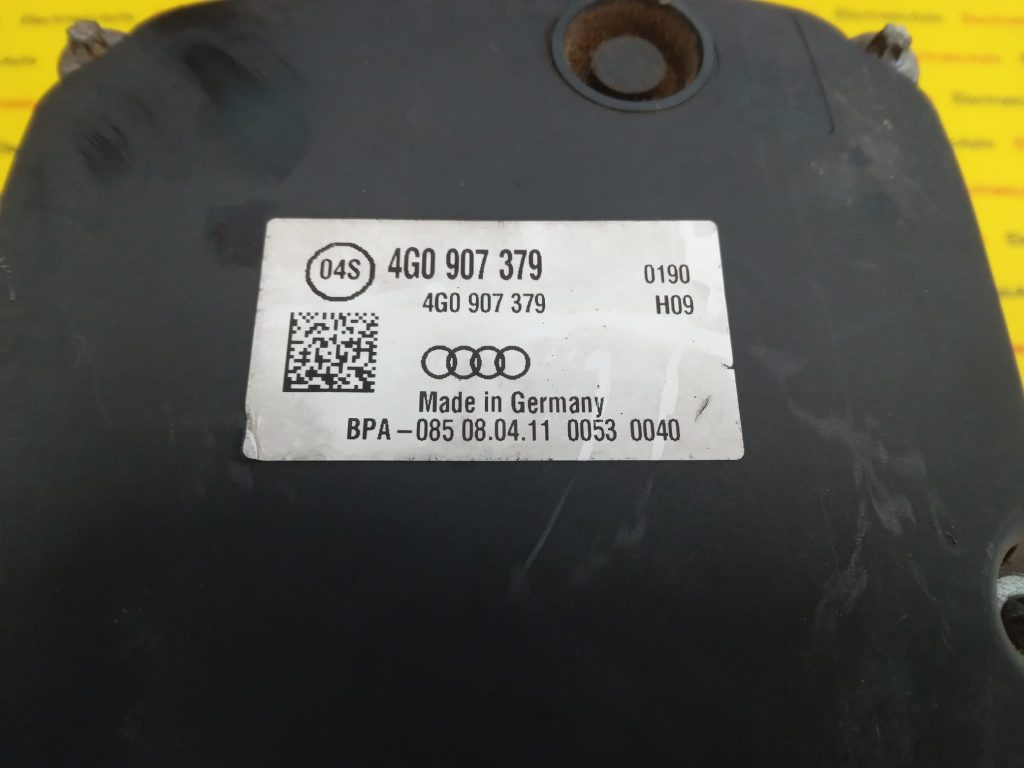 04S 4G0 907 379 0190
4G0 907 379 H09
Made in Germany
BPA-085 08.04.11 0053 0040